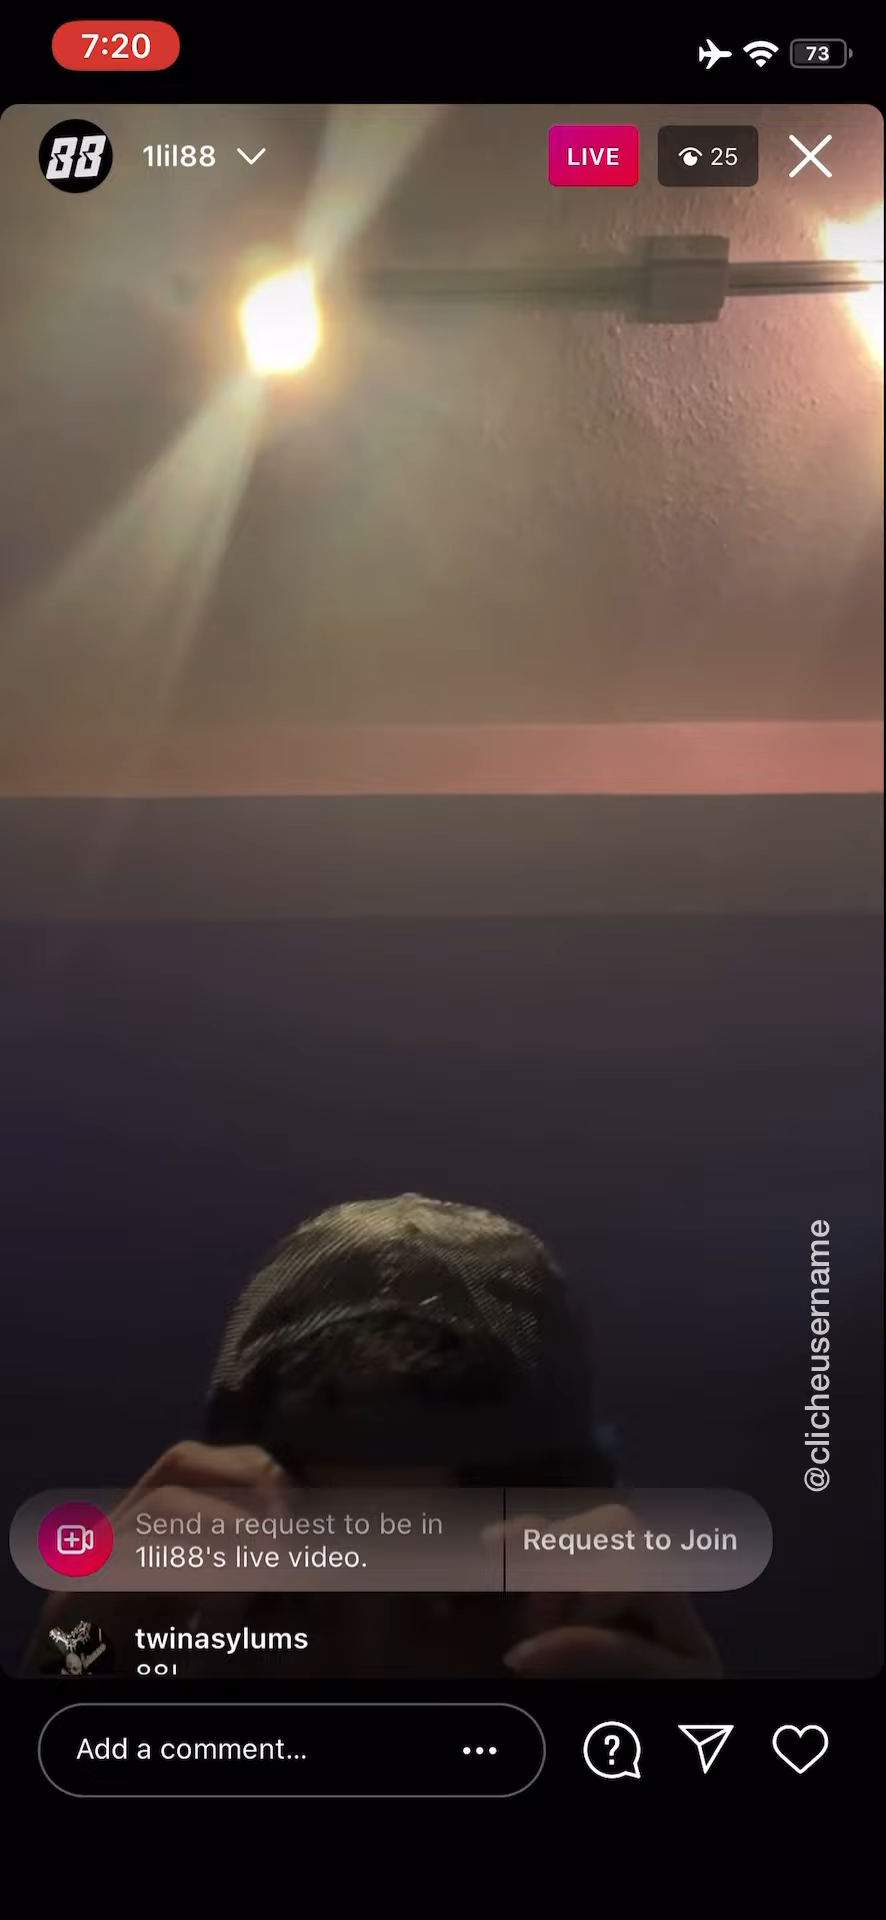 7:20
73
88
1lil88
LIVE
25
@clicheusername
Send a request to be in
1lil88's live video.
Request to Join
twinasylums
Add a comment...